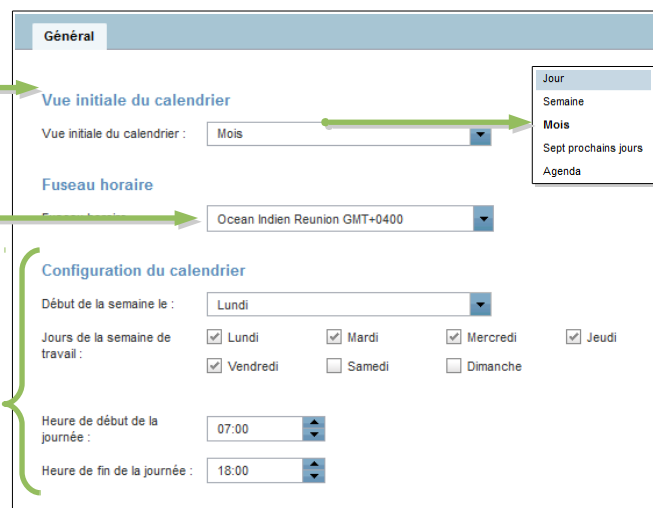 Général
Vue initiale du calendrier
Vue initiale du calendrier :
Mois
Jour
Semaine
Mois
Sept prochains jours
Agenda
Fuseau horaire
Ocean Indien Reunion GMT+0400
Configuration du calendrier
Début de la semaine le :
Lundi
Jours de la semaine de
travail :
Lundi Mardi Mercredi Jeudi
Vendredi Samedi Dimanche
Heure de début de la
journée :
07:00
Heure de fin de la journée :
18:00